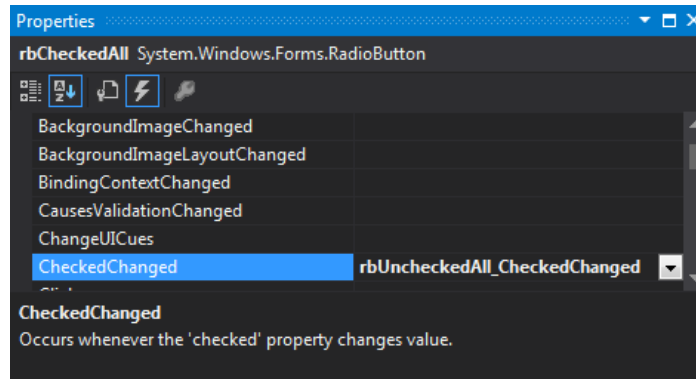 Properties
rbCheckedAll System.Windows.Forms.RadioButton
BackgroundImageChanged
BackgroundImageLayoutChanged
BindingContextChanged
CausesValidationChanged
ChangeUICues
CheckedChanged rbUncheckedAll_CheckedChanged
CheckedChanged
Occurs whenever the 'checked' property changes value.